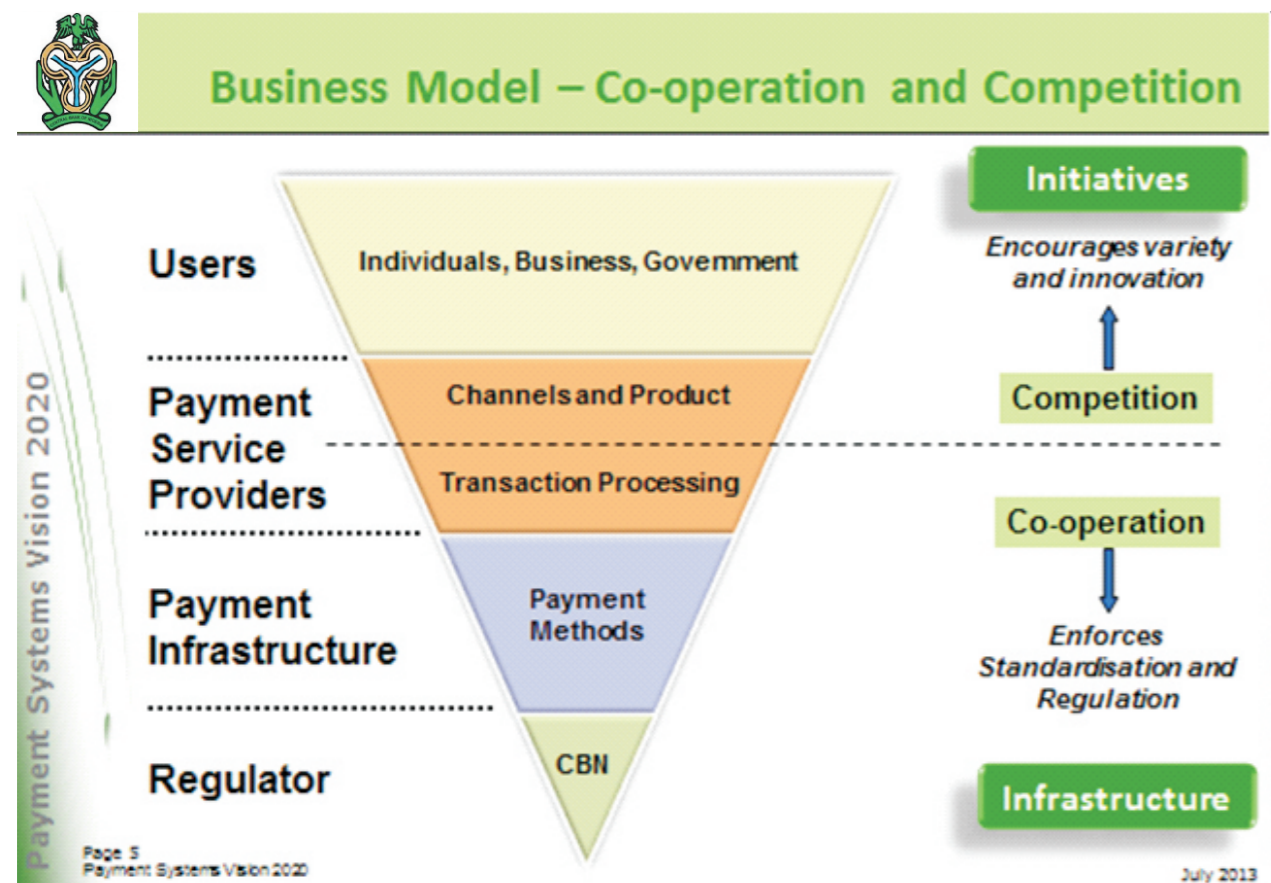 Business Model – Co-operation and Competition
Initiatives
Users
Individuals, Business, Government
Encourages variety
and innovation
Payment
Service
Providers
Channels and Product
Competition
Transaction Processing
Co-operation
Payment
Infrastructure
Payment
Methods
Enforces
Standardisation and
Regulation
Regulator
CBN
Infrastructure
Payment Systems Vision 2020
Page 5
Payment Systems Vision 2020
July 2013